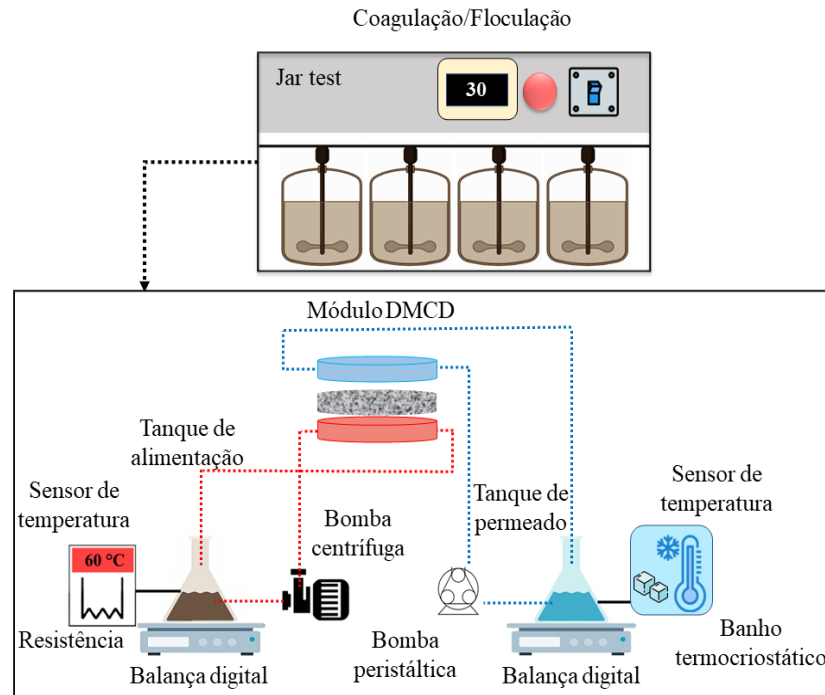 Coagulação/Floculação
Jar test
30
Módulo DMCD
Tanque de
alimentação
Sensor de
temperatura
60 °C
Resistência
Balança digital
Bomba
centrífuga
Tanque de
permeado
Bomba
peristáltica
Sensor de
temperatura
Balança digital
Banho
termocriostático